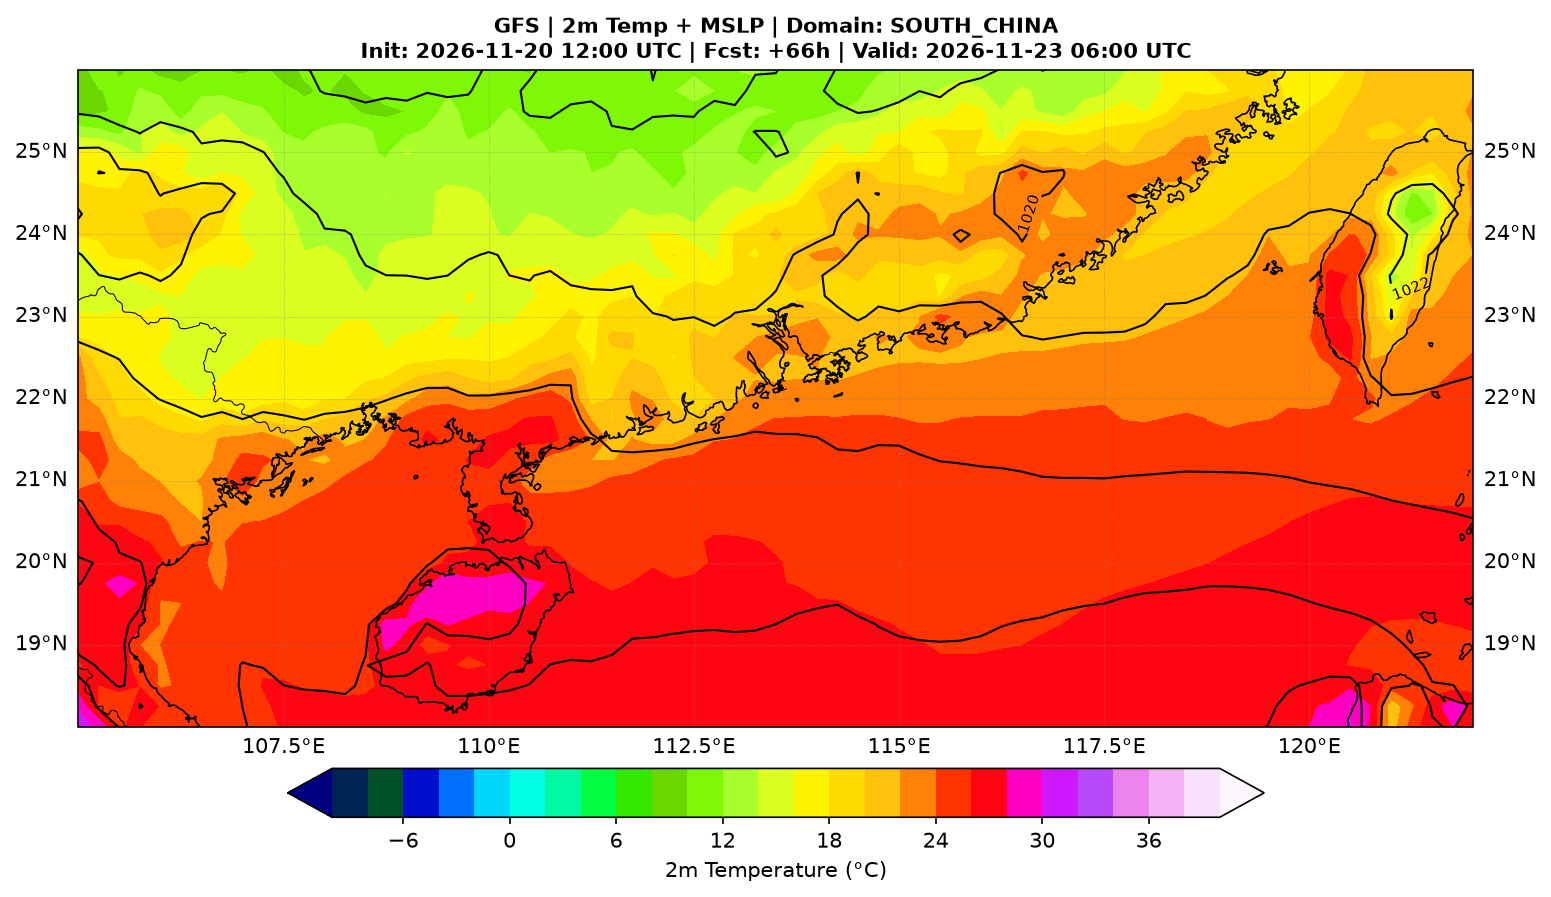 GFS | 2m Temp + MSLP | Domain: SOUTH_CHINA
Init: 2026-11-20 12:00 UTC | Fcst: +66h | Valid: 2026-11-23 06:00 UTC
25°N
25°N
1020
24°N
24°N
1022
23°N
23°N
22°N
22°N
21°N
21°N
20°N
20°N
19°N
19°N
107.5°E 110°E 112.5°E 115°E 117.5°E 120°E
−6 0 6 12 18 24 30 36
2m Temperature (°C)